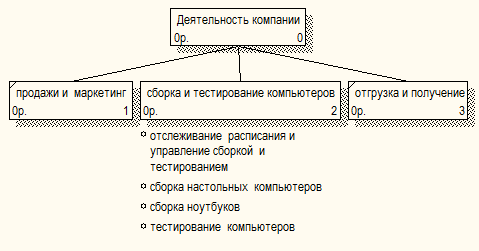 Деятельность компании
0р. 0
продажи и маркетинг
0р. 1
сборка и тестирование компьютеров
0р. 2
отгрузка и получение
0р. 3
отслеживание расписания и
управление сборкой и
тестированием
сборка настольных компьютеров
сборка ноутбуков
тестирование компьютеров